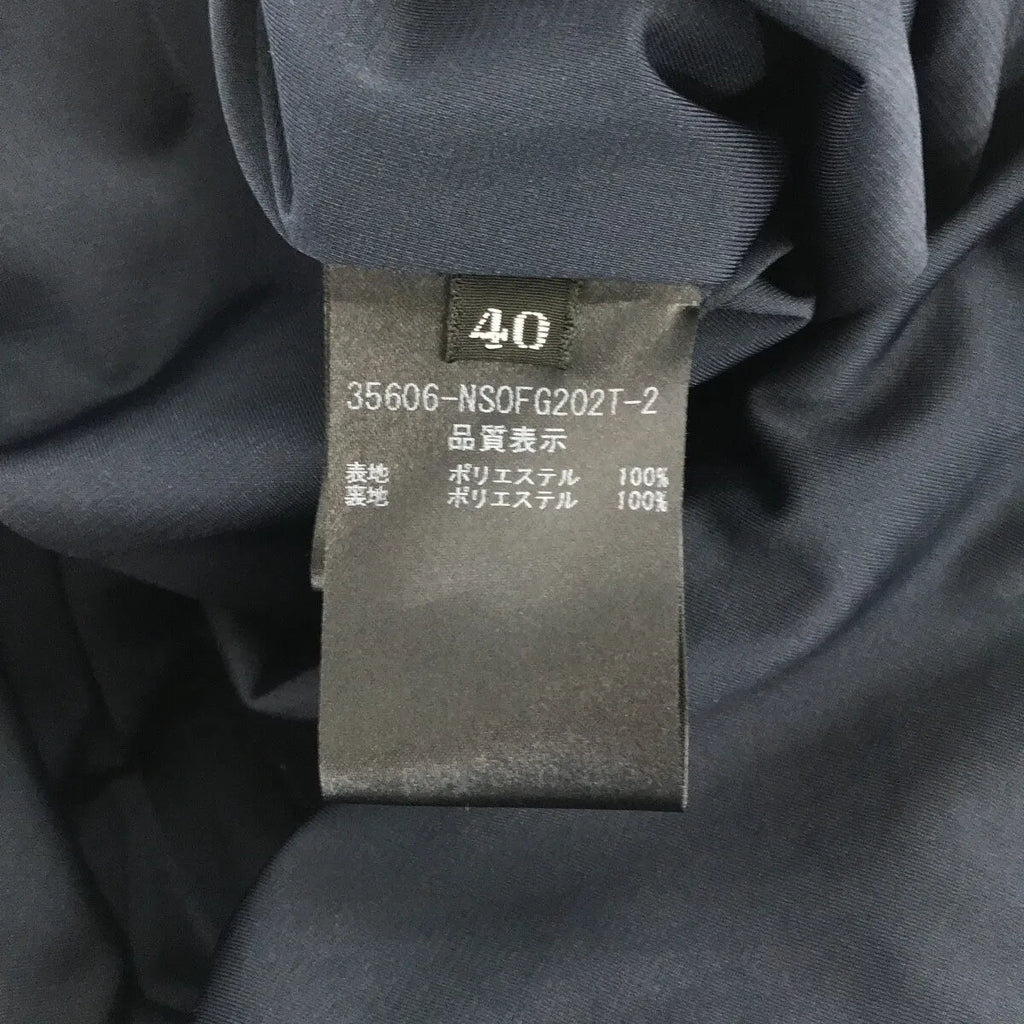 40
35606-NSOFG202T-2
品質表示
表地 ポリエステル 100%
裏地 ポリエステル 100%